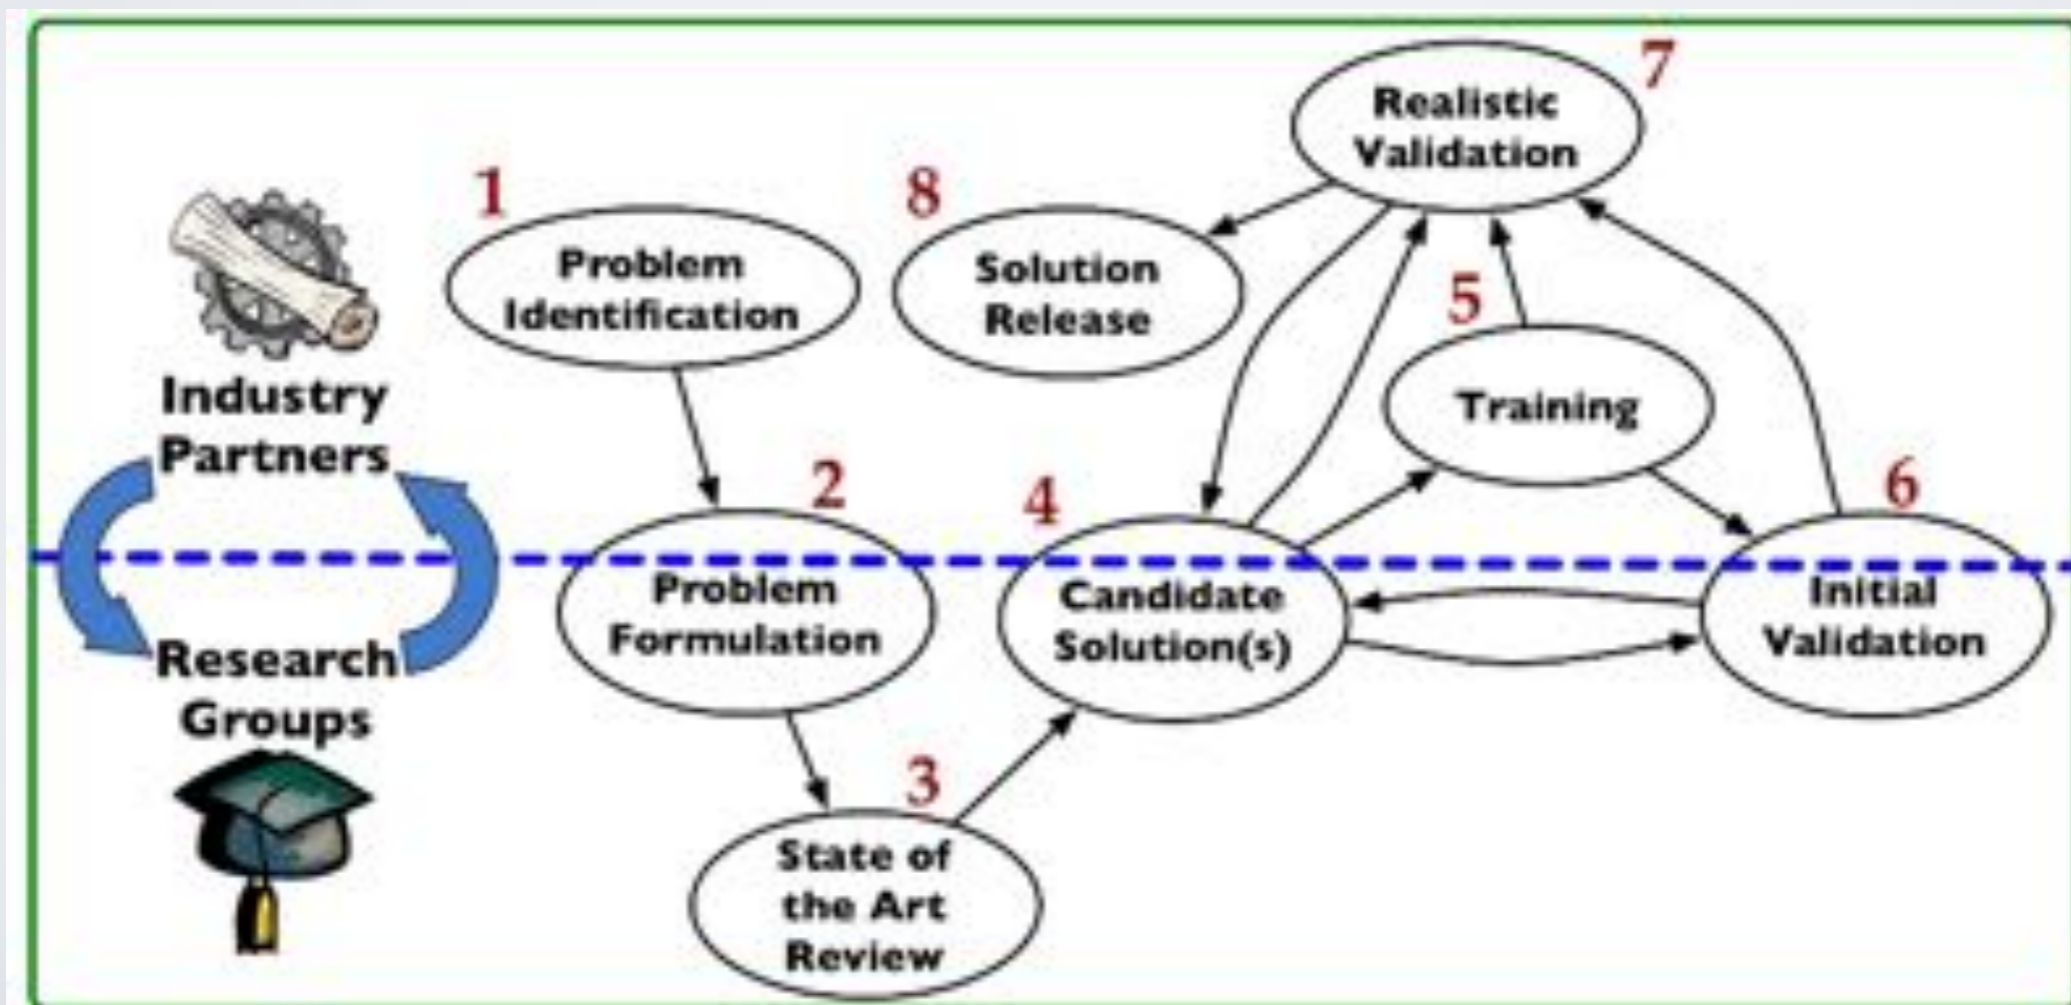 7
Realistic
Validation
1
8
Problem
Identification
Solution
Release
5
Industry
Partners
Training
2
4
6
Problem
Formulation
Candidate
Solution(s)
Initial
Validation
Research
Groups
3
State of
the Art
Review